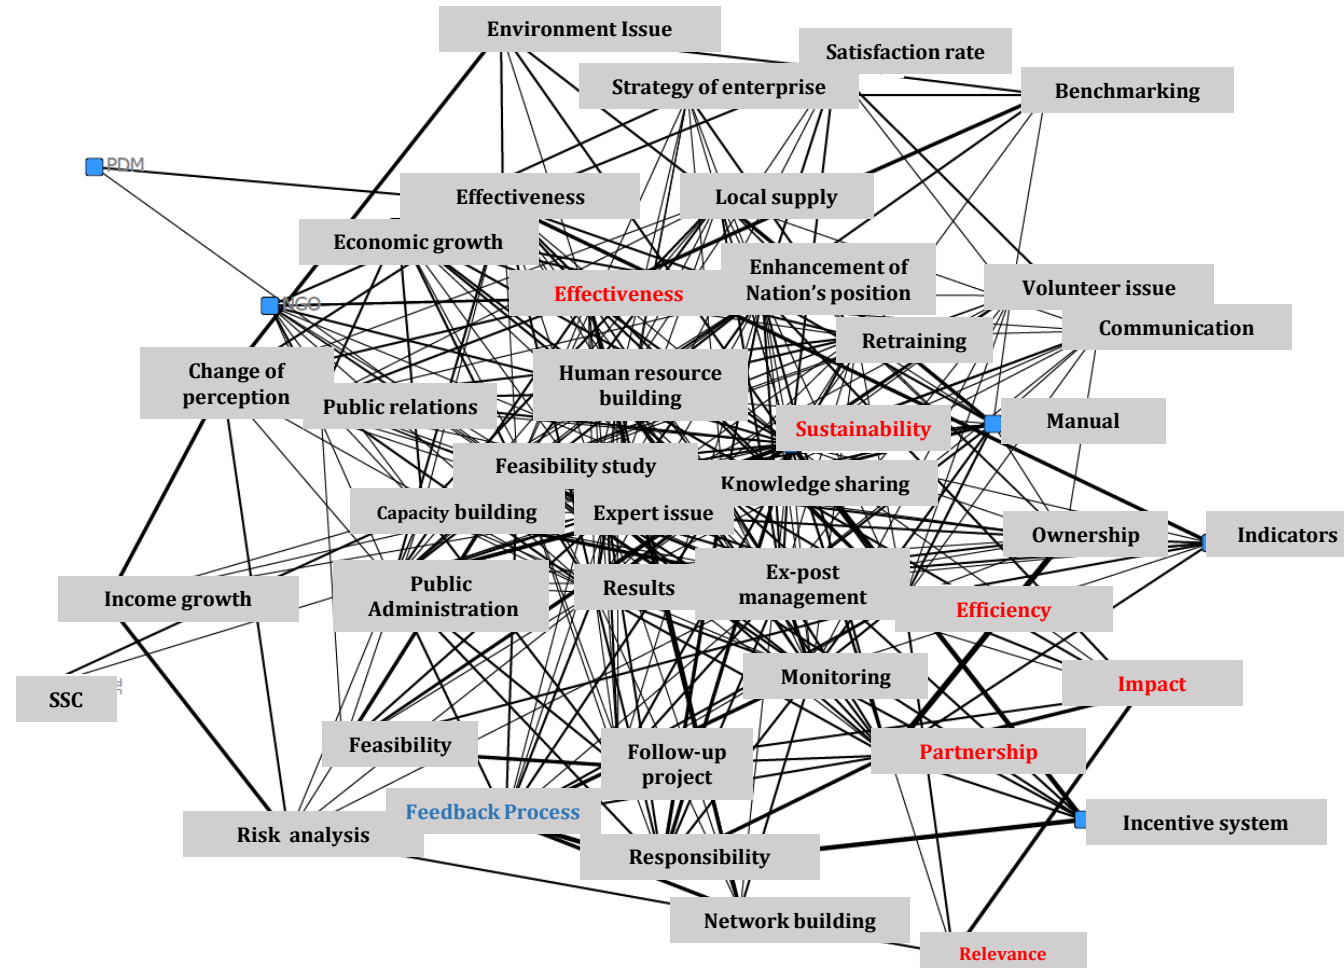 Environment Issue
Satisfaction rate
Strategy of enterprise
Benchmarking
PDM
Effectiveness
Local supply
Economic growth
Enhancement of
Nation’s position
Effectiveness
Volunteer issue
NGO
Communication
Retraining
Change of
perception
Human resource
building
Public relations
Manual
Sustainability
Feasibility study
Knowledge sharing
Capacity building
Expert issue
Ownership
Indicators
Public
Administration
Results
Ex-post
management
Income growth
Efficiency
Monitoring
Impact
SSC
Feasibility
Follow-up
project
Partnership
Feedback Process
Incentive system
Risk analysis
Responsibility
Network building
Relevance